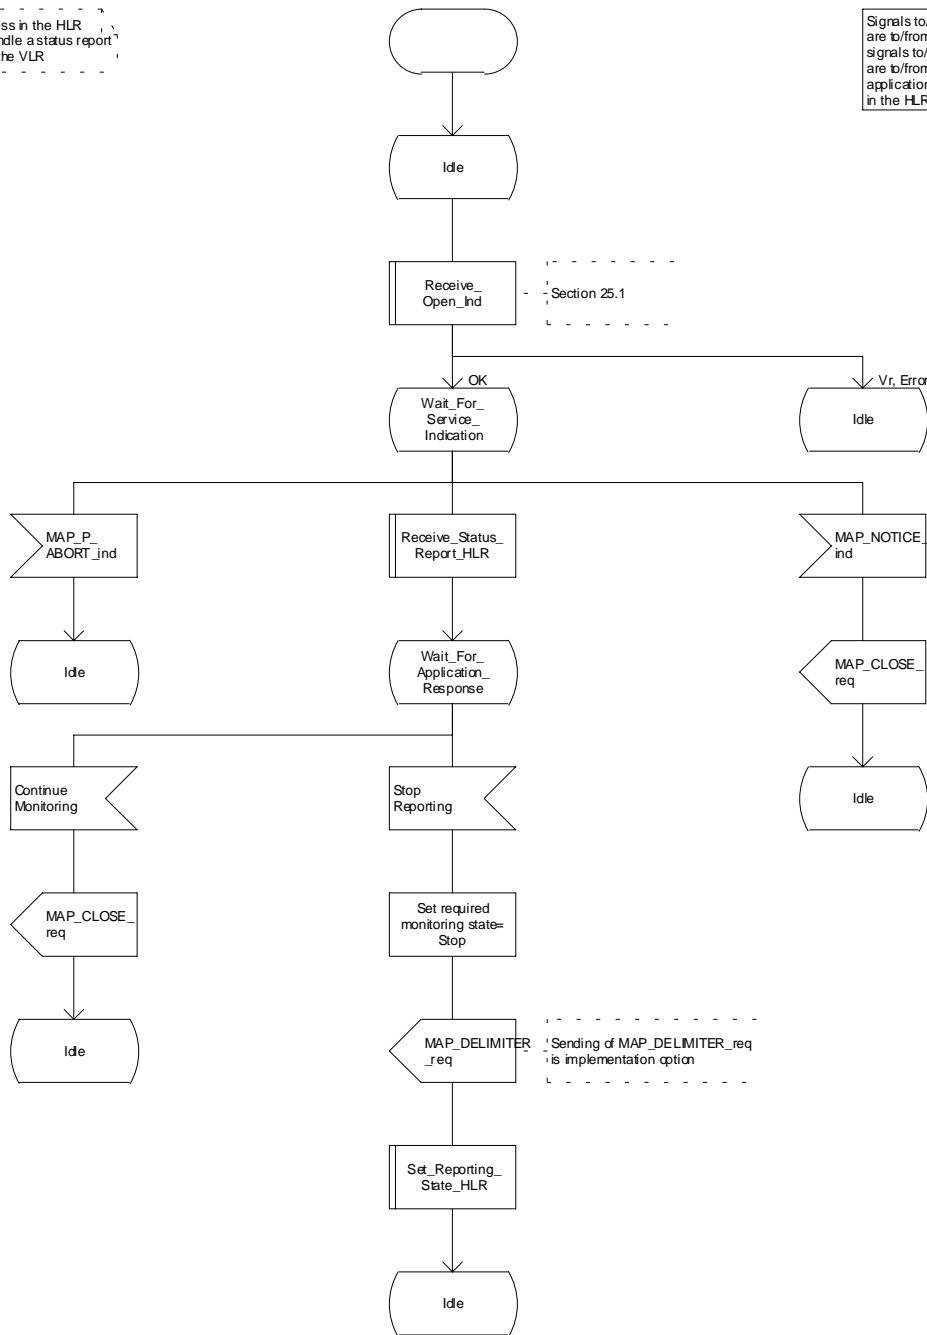 ess in the HLR
ndle a status report
the VLR
Signals to/
are to/from
signals to/
are to/from
application
in the HLR
Idle
Receive_
Open_Ind
Section 25.1
OK
Vr, Error
Wait_For_
Service_
Indication
Idle
MAP_P_
ABORT_ind
Receive_Status_
Report_HLR
MAP_NOTICE_
ind
Idle
Wait_For_
Application_
Response
MAP_CLOSE_
req
Continue
Monitoring
Stop
Reporting
Idle
MAP_CLOSE_
req
Set required
monitoring state=
Stop
Idle
MAP_DELIMITER
_req
Sending of MAP_DELIMITER_req
is implementation option
Set_Reporting_
State_HLR
Idle